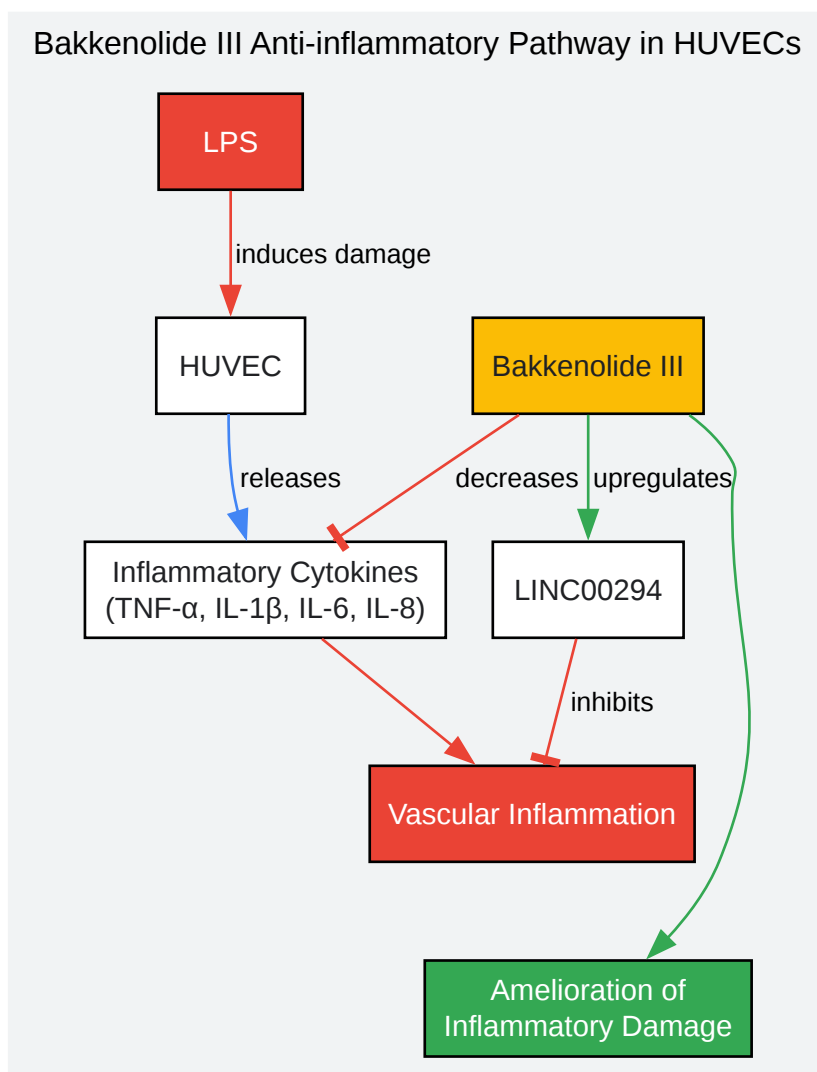 Bakkenolide III Anti-inflammatory Pathway in HUVECs
LPS
induces damage
HUVEC
Bakkenolide III
releases
decreases
upregulates
Inflammatory Cytokines
(TNF-α, IL-1β, IL-6, IL-8)
LINC00294
inhibits
Vascular Inflammation
Amelioration of
Inflammatory Damage